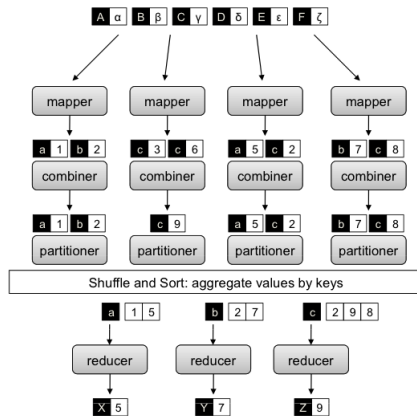 A α B β C γ D δ E ε F ζ
mapper mapper mapper mapper
a 1 b 2 c 3 c 6 a 5 c 2 b 7 c 8
combiner combiner combiner combiner
a 1 b 2 c 9 a 5 c 2 b 7 c 8
partitioner partitioner partitioner partitioner
Shuffle and Sort: aggregate values by keys
a 1 5 b 2 7 c 2 9 8
reducer reducer reducer
X 5 Y 7 Z 9